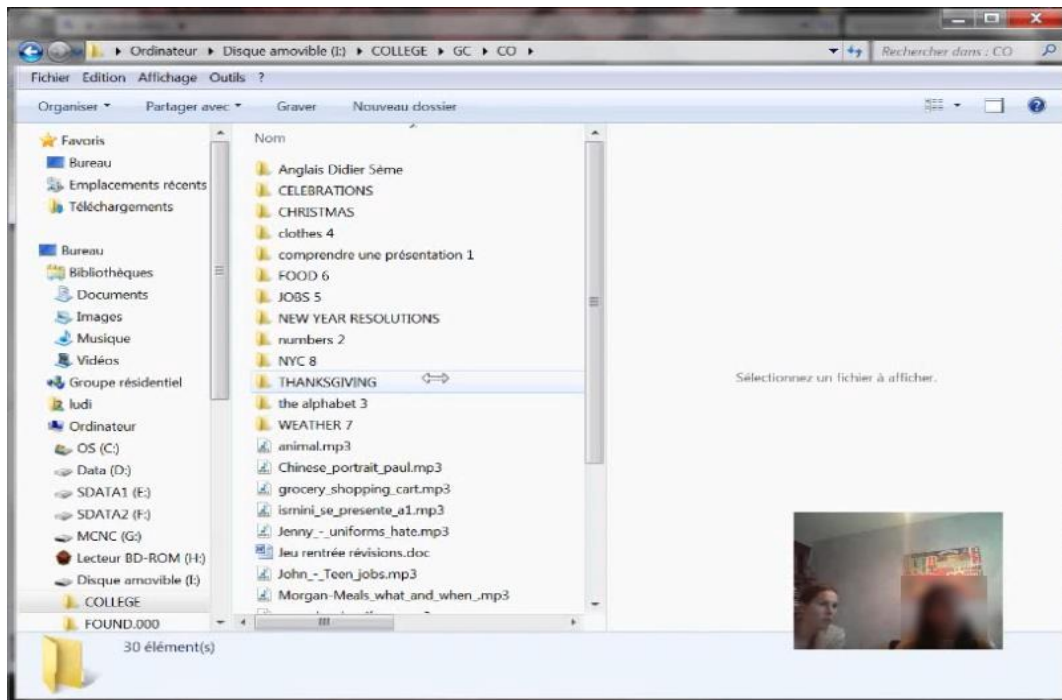 Ordinateur ▸ Disque amovible (I:) ▸ COLLEGE ▸ GC ▸ CO ▸
Rechercher dans : CO
Fichier Edition Affichage Outils ?
Organiser Partager avec Graver Nouveau dossier
Favoris
Bureau
Emplacements récents
Téléchargements
Bureau
Bibliothèques
Documents
Images
Musique
Vidéos
Groupe résidentiel
ludi
Ordinateur
OS (C:)
Data (D:)
SDATA1 (E:)
SDATA2 (F:)
MCNC (G:)
Lecteur BD-ROM (H:)
Disque amovible (I:)
COLLEGE
FOUND.000
Nom
Anglais Didier 5ème
CELEBRATIONS
CHRISTMAS
clothes 4
comprendre une présentation 1
FOOD 6
JOBS 5
NEW YEAR RESOLUTIONS
numbers 2
NYC 8
THANKSGIVING
the alphabet 3
WEATHER 7
animal.mp3
Chinese_portrait_paul.mp3
grocery_shopping_cart.mp3
ismini_se_presente_a1.mp3
Jenny_-_uniforms_hate.mp3
Jeu rentrée révisions.doc
John_-_Teen_jobs.mp3
Morgan-Meals_what_and_when_.mp3
Sélectionnez un fichier à afficher.
30 élément(s)